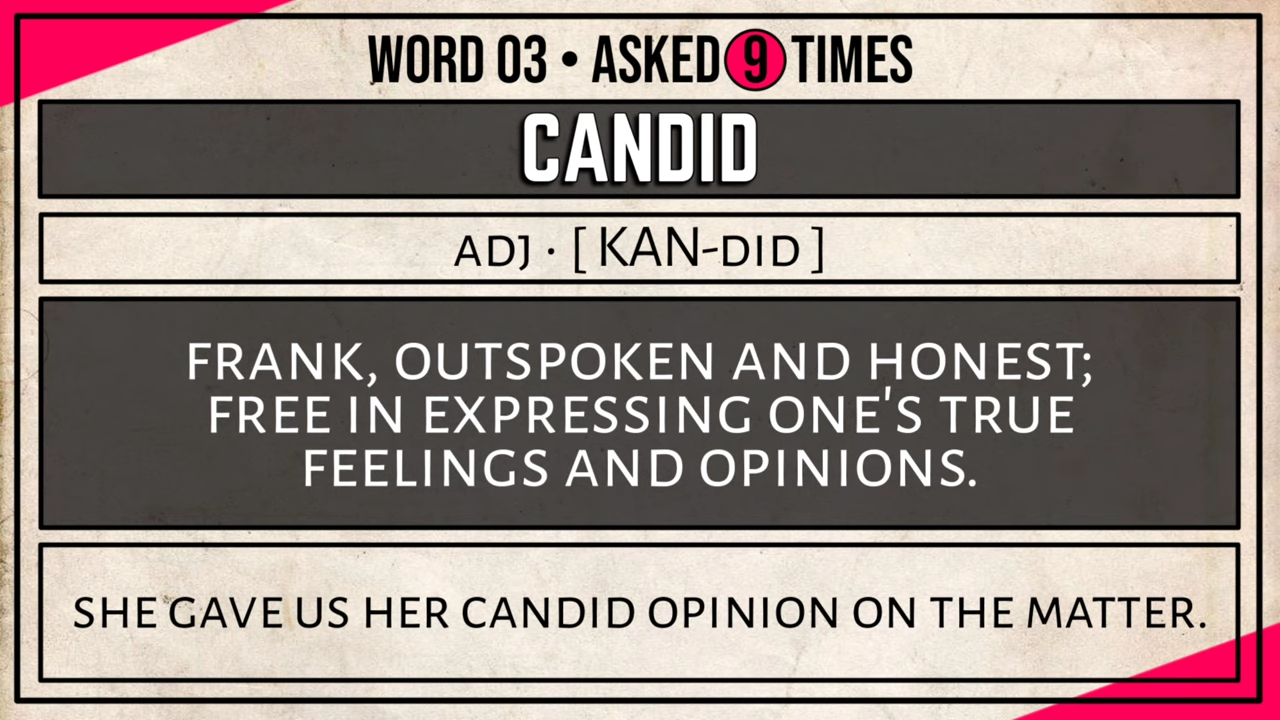 WORD 03 • ASKED 9 TIMES
CANDID
ADJ · [ KAN-DID ]
FRANK, OUTSPOKEN AND HONEST;
FREE IN EXPRESSING ONE'S TRUE
FEELINGS AND OPINIONS.
SHE GAVE US HER CANDID OPINION ON THE MATTER.